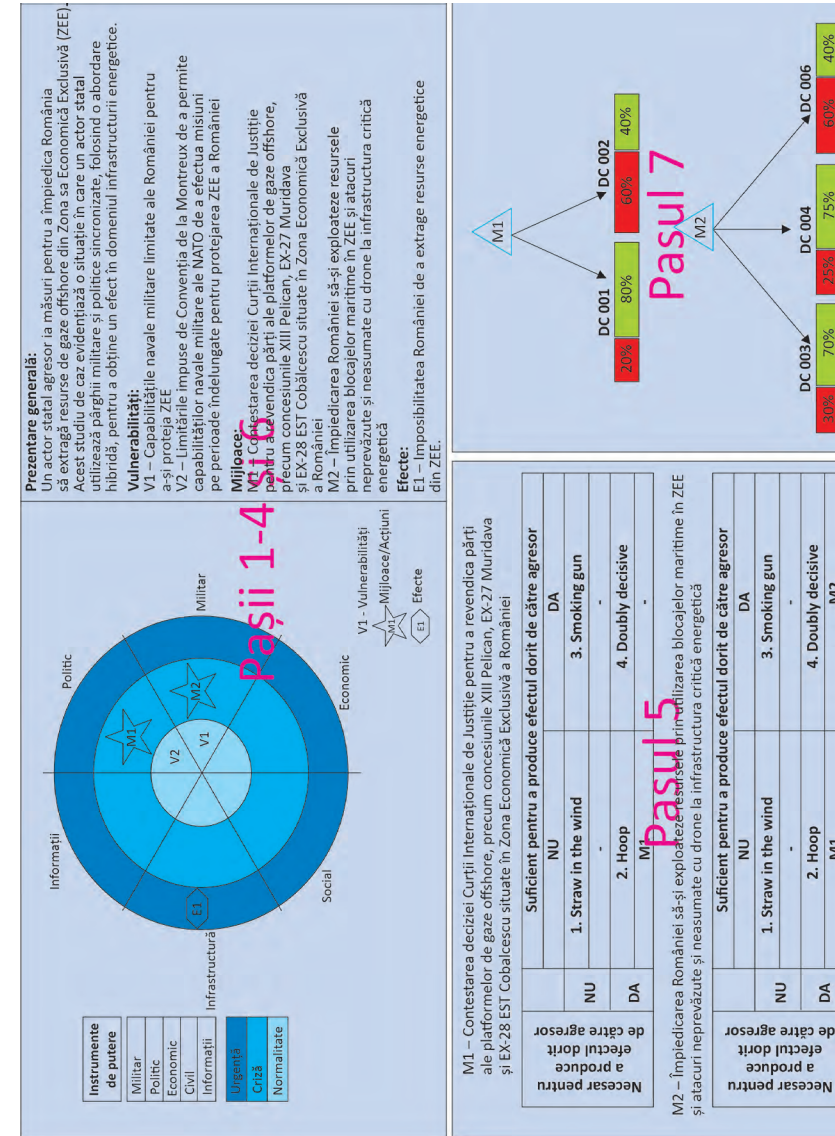 Instrumente
de putere
Militar
Politic
Economic
Civil
Informații
Urgență
Criză
Normalitate
Informații
Politic
Militar
Economic
Social
Infrastructură
M1
M2
V2
V1
E1
V1 - Vulnerabilități
M1
Mijloace/Acțiuni
E1
Efecte
Pașii 1-4 și 6
Prezentare generală:
Un actor statal agresor ia măsuri pentru a împiedica România
să extragă resurse de gaze offshore din Zona sa Economică Exclusivă (ZEE).
Acest studiu de caz evidențiază o situație în care un actor statal
utilizează pârghii militare și politice sincronizate, folosind o abordare
hibridă, pentru a obține un efect în domeniul infrastructurii energetice.
Vulnerabilități:
V1 – Capabilitățile navale militare limitate ale României pentru
a-și proteja ZEE
V2 – Limitările impuse de Convenția de la Montreux de a permite
capabilităților navale militare ale NATO de a efectua misiuni
pe perioade îndelungate pentru protejarea ZEE a României
Mijloace:
M1 – Contestarea deciziei Curții Internaționale de Justiție
pentru a revendica părți ale platformelor de gaze offshore,
precum concesiunile XIII Pelican, EX-27 Muridava
și EX-28 EST Cobălcescu situate în Zona Economică Exclusivă
a României
M2 – Împiedicarea României să-și exploateze resursele
prin utilizarea blocajelor maritime în ZEE și atacuri
neprevăzute și neasumate cu drone la infrastructura critică
energetică
Efecte:
E1 – Imposibilitatea României de a extrage resurse energetice
din ZEE.
M1 – Contestarea deciziei Curții Internaționale de Justiție pentru a revendica părți
ale platformelor de gaze offshore, precum concesiunile XIII Pelican, EX-27 Muridava
și EX-28 EST Cobalcescu situate în Zona Economică Exclusivă a României
Suficient pentru a produce efectul dorit de către agresor
NU
DA
Necesar pentru
a produce
efectul dorit
de către agresor
NU
1. Straw in the wind
3. Smoking gun
-
-
DA
2. Hoop
4. Doubly decisive
M1
-
Pasul 5
M2 – Împiedicarea României să-și exploateze resursele prin utilizarea blocajelor maritime în ZEE
și atacuri neprevăzute și neasumate cu drone la infrastructura critică energetică
Suficient pentru a produce efectul dorit de către agresor
NU
DA
Necesar pentru
a produce
efectul dorit
de către agresor
NU
1. Straw in the wind
3. Smoking gun
-
-
DA
2. Hoop
4. Doubly decisive
M1
M2
M1
DC 001
DC 002
20%
80%
60%
40%
Pasul 7
M2
DC 003
DC 004
DC 006
30%
70%
25%
75%
60%
40%